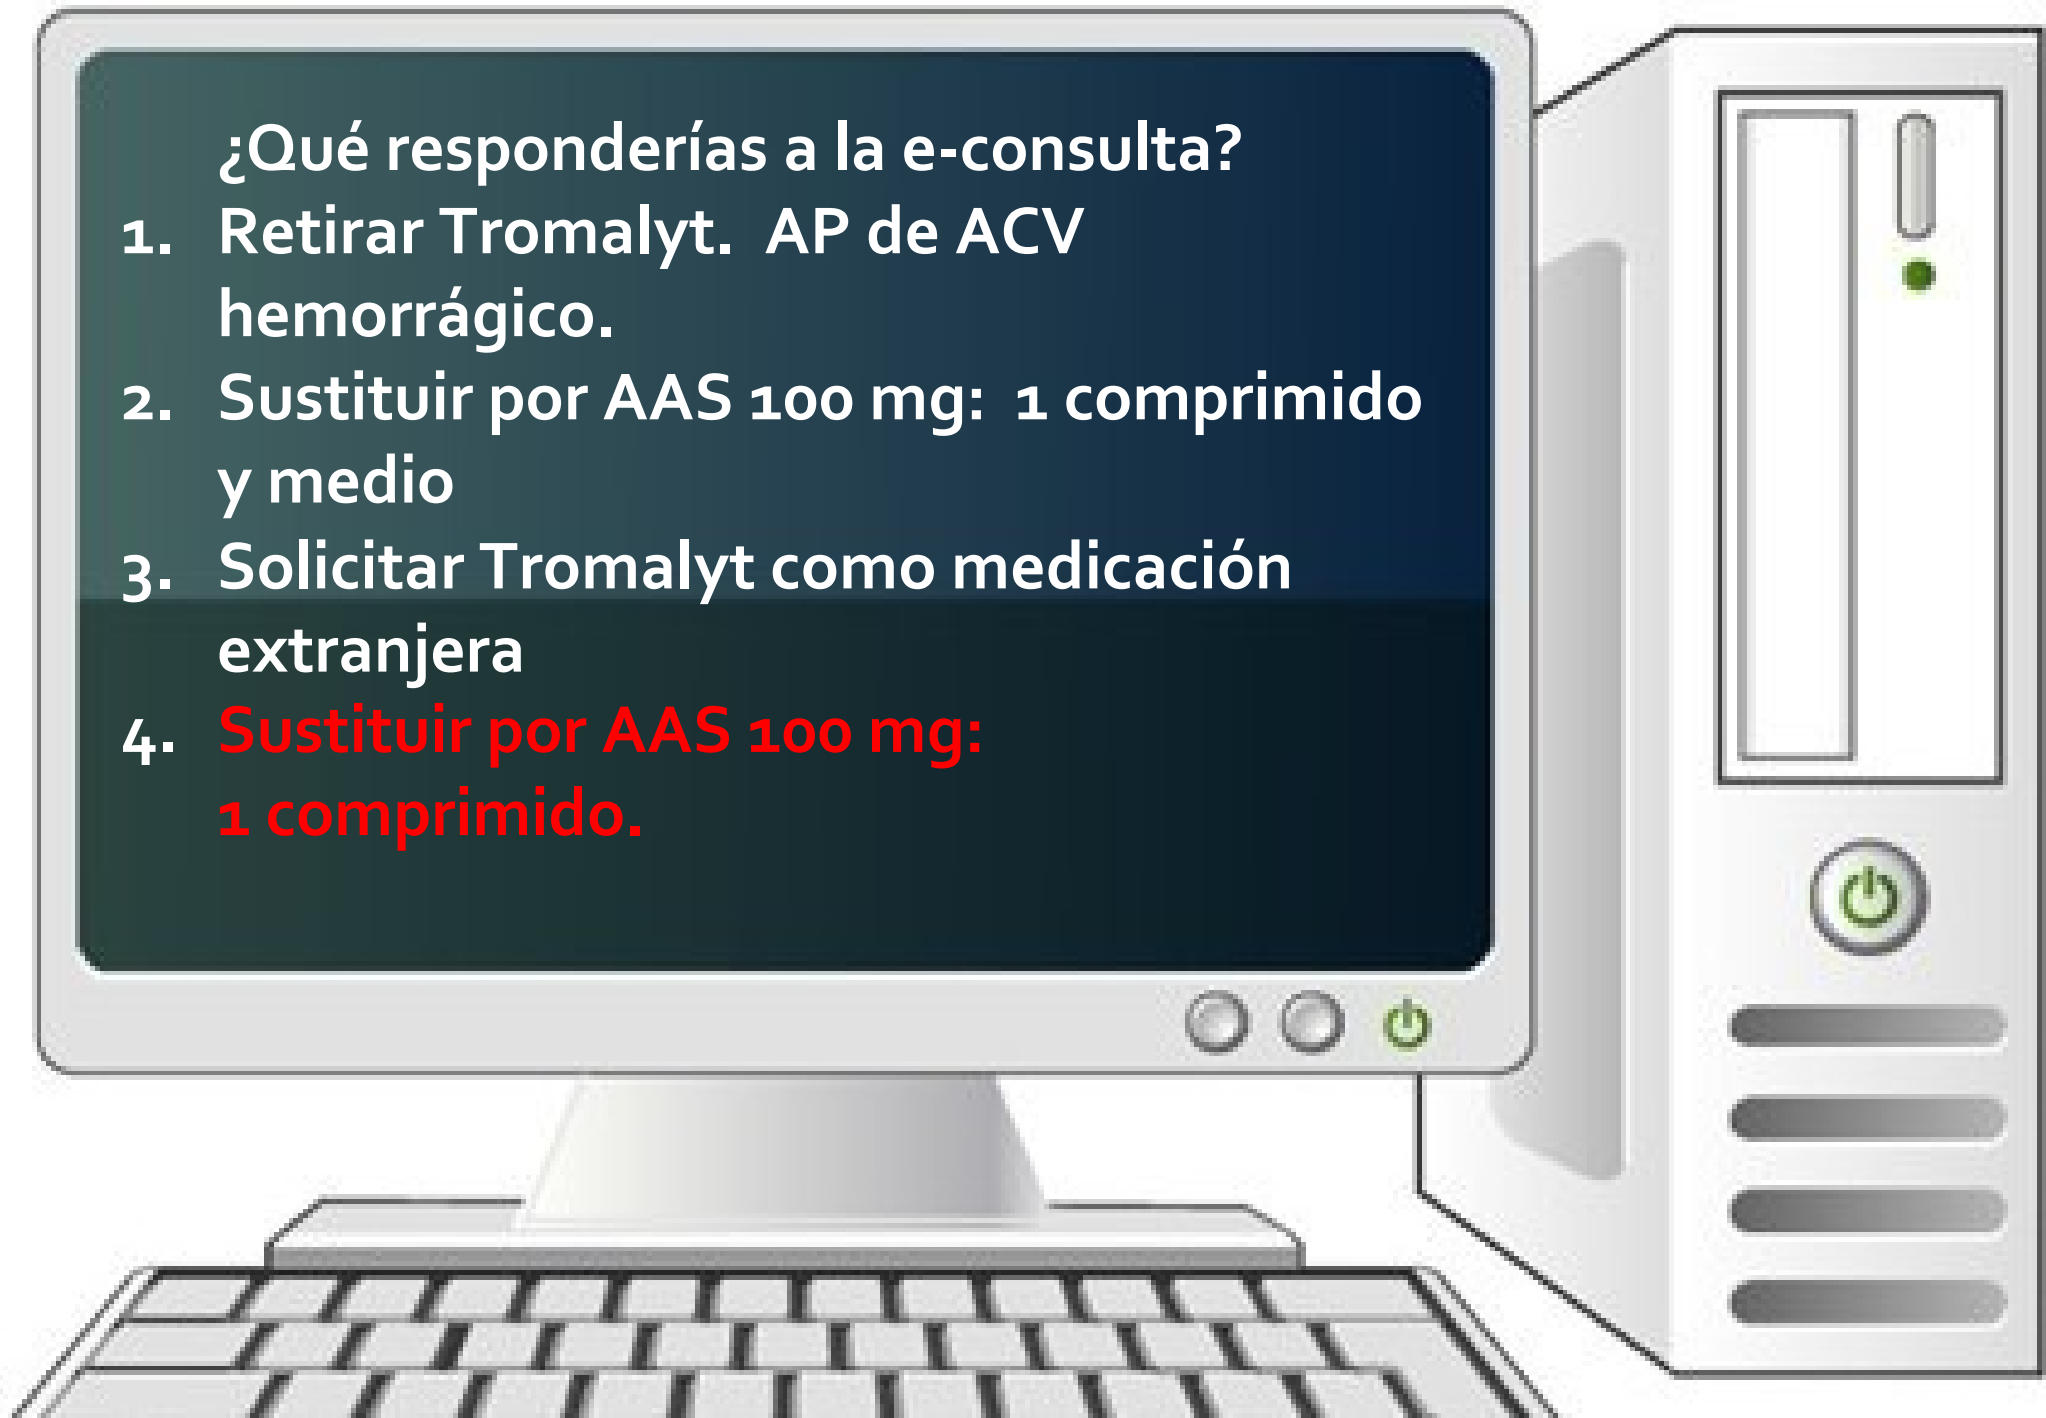 ¿Qué responderías a la e-consulta?
1. Retirar Tromalyt. AP de ACV
hemorrágico.
2. Sustituir por AAS 100 mg: 1 comprimido
y medio
3. Solicitar Tromalyt como medicación
extranjera
4. Sustituir por AAS 100 mg:
1 comprimido.